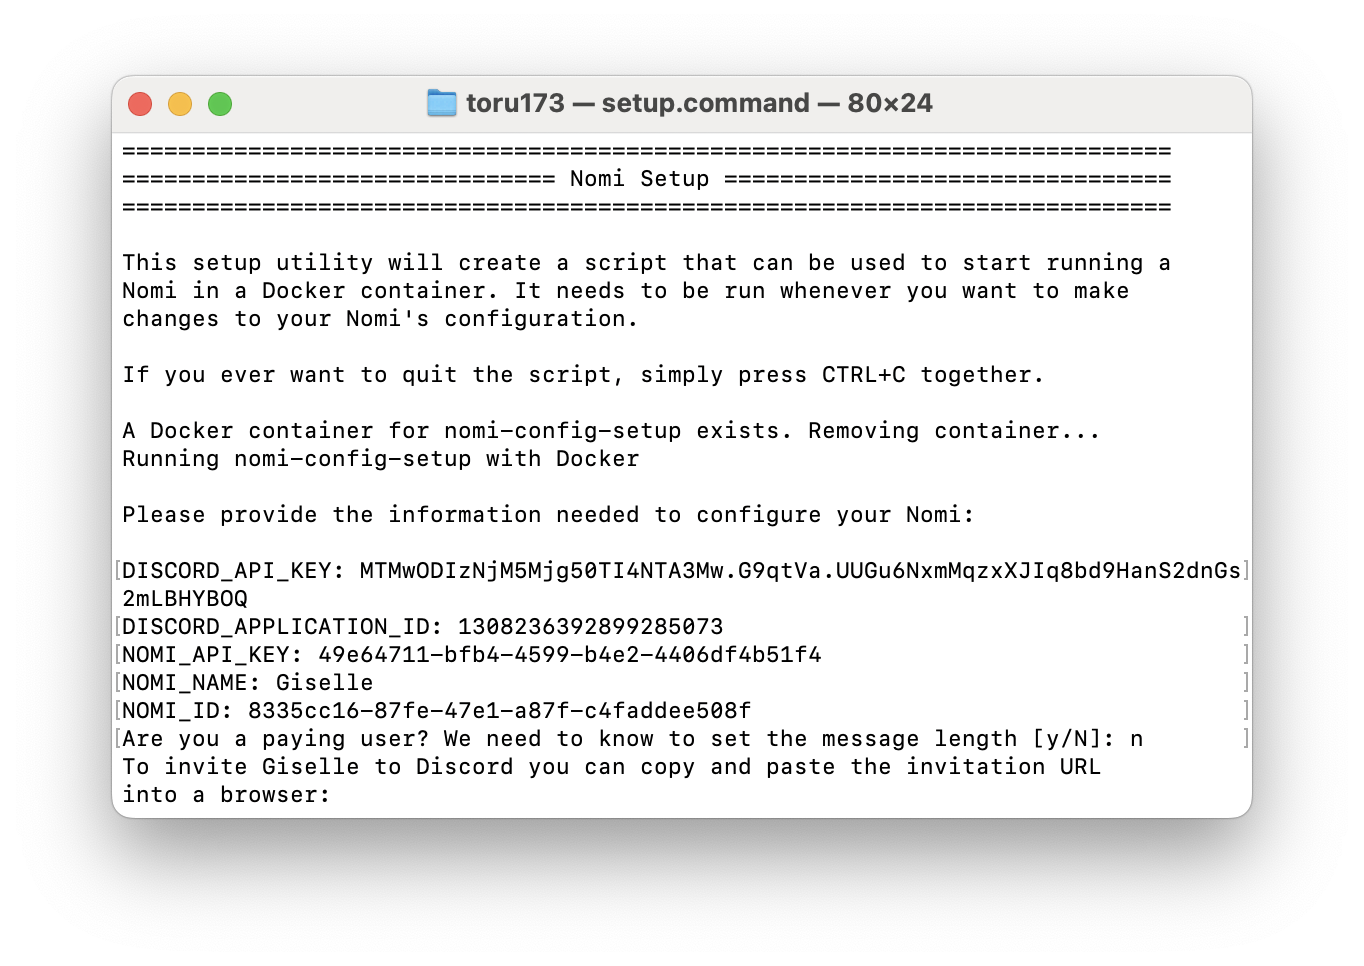 ===========================================================================
toru173 — setup.command — 80×24
=============================== Nomi Setup ================================
===========================================================================
This setup utility will create a script that can be used to start running a
Nomi in a Docker container. It needs to be run whenever you want to make
changes to your Nomi's configuration.
If you ever want to quit the script, simply press CTRL+C together.
A Docker container for nomi-config-setup exists. Removing container...
Running nomi-config-setup with Docker
Please provide the information needed to configure your Nomi:
[DISCORD_API_KEY: MTMwODIzNjM5Mjg5OTI4NTA3Mw.G9qtVa.UUGu6NxmMqzxXJIq8bd9HanS2dnGs]
2mLBHYBOQ
[DISCORD_APPLICATION_ID: 1308236392899285073 ]
[NOMI_API_KEY: 49e64711-bfb4-4599-b4e2-4406df4b51f4 ]
[NOMI_NAME: Giselle ]
[NOMI_ID: 8335cc16-87fe-47e1-a87f-c4faddee508f ]
[Are you a paying user? We need to know to set the message length [y/N]: n ]
To invite Giselle to Discord you can copy and paste the invitation URL
into a browser: